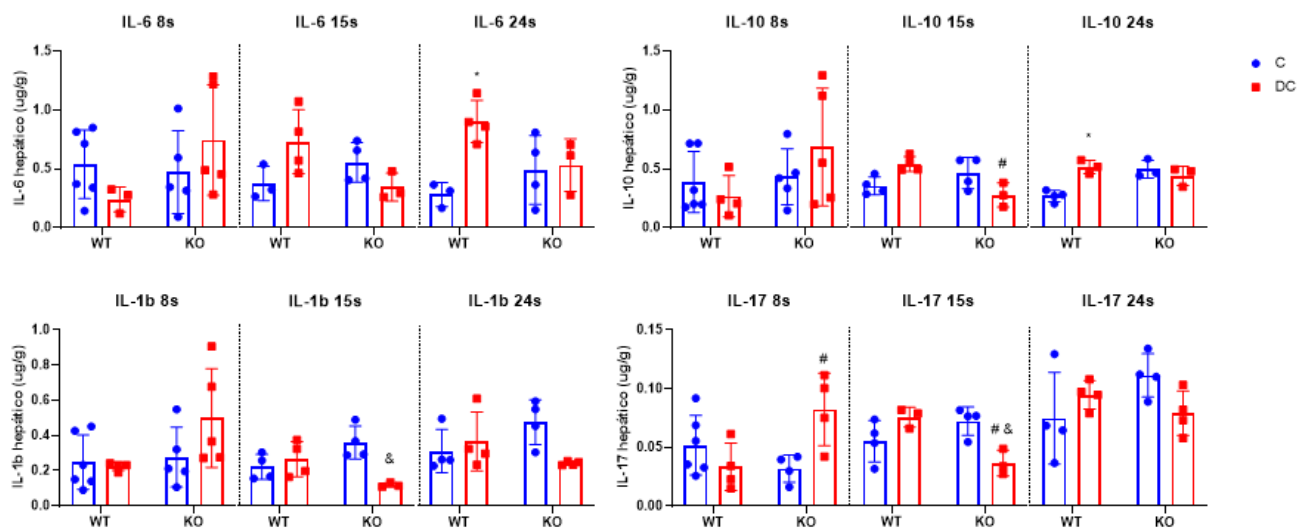 IL-6 8s
IL-6 15s
IL-6 24s
IL-6 hepático (ug/g)
1.5
1.0
0.5
0.0
*
WT
KO
WT
KO
WT
KO
IL-10 8s
IL-10 15s
IL-10 24s
IL-10 hepático (ug/g)
1.5
1.0
0.5
0.0
#
*
WT
KO
WT
KO
WT
KO
C
DC
IL-1b 8s
IL-1b 15s
IL-1b 24s
IL-1b hepático (ug/g)
1.0
0.8
0.6
0.4
0.2
0.0
&
WT
KO
WT
KO
WT
KO
IL-17 8s
IL-17 15s
IL-17 24s
IL-17 hepático (ug/g)
0.15
0.10
0.05
0.00
#
# &
WT
KO
WT
KO
WT
KO